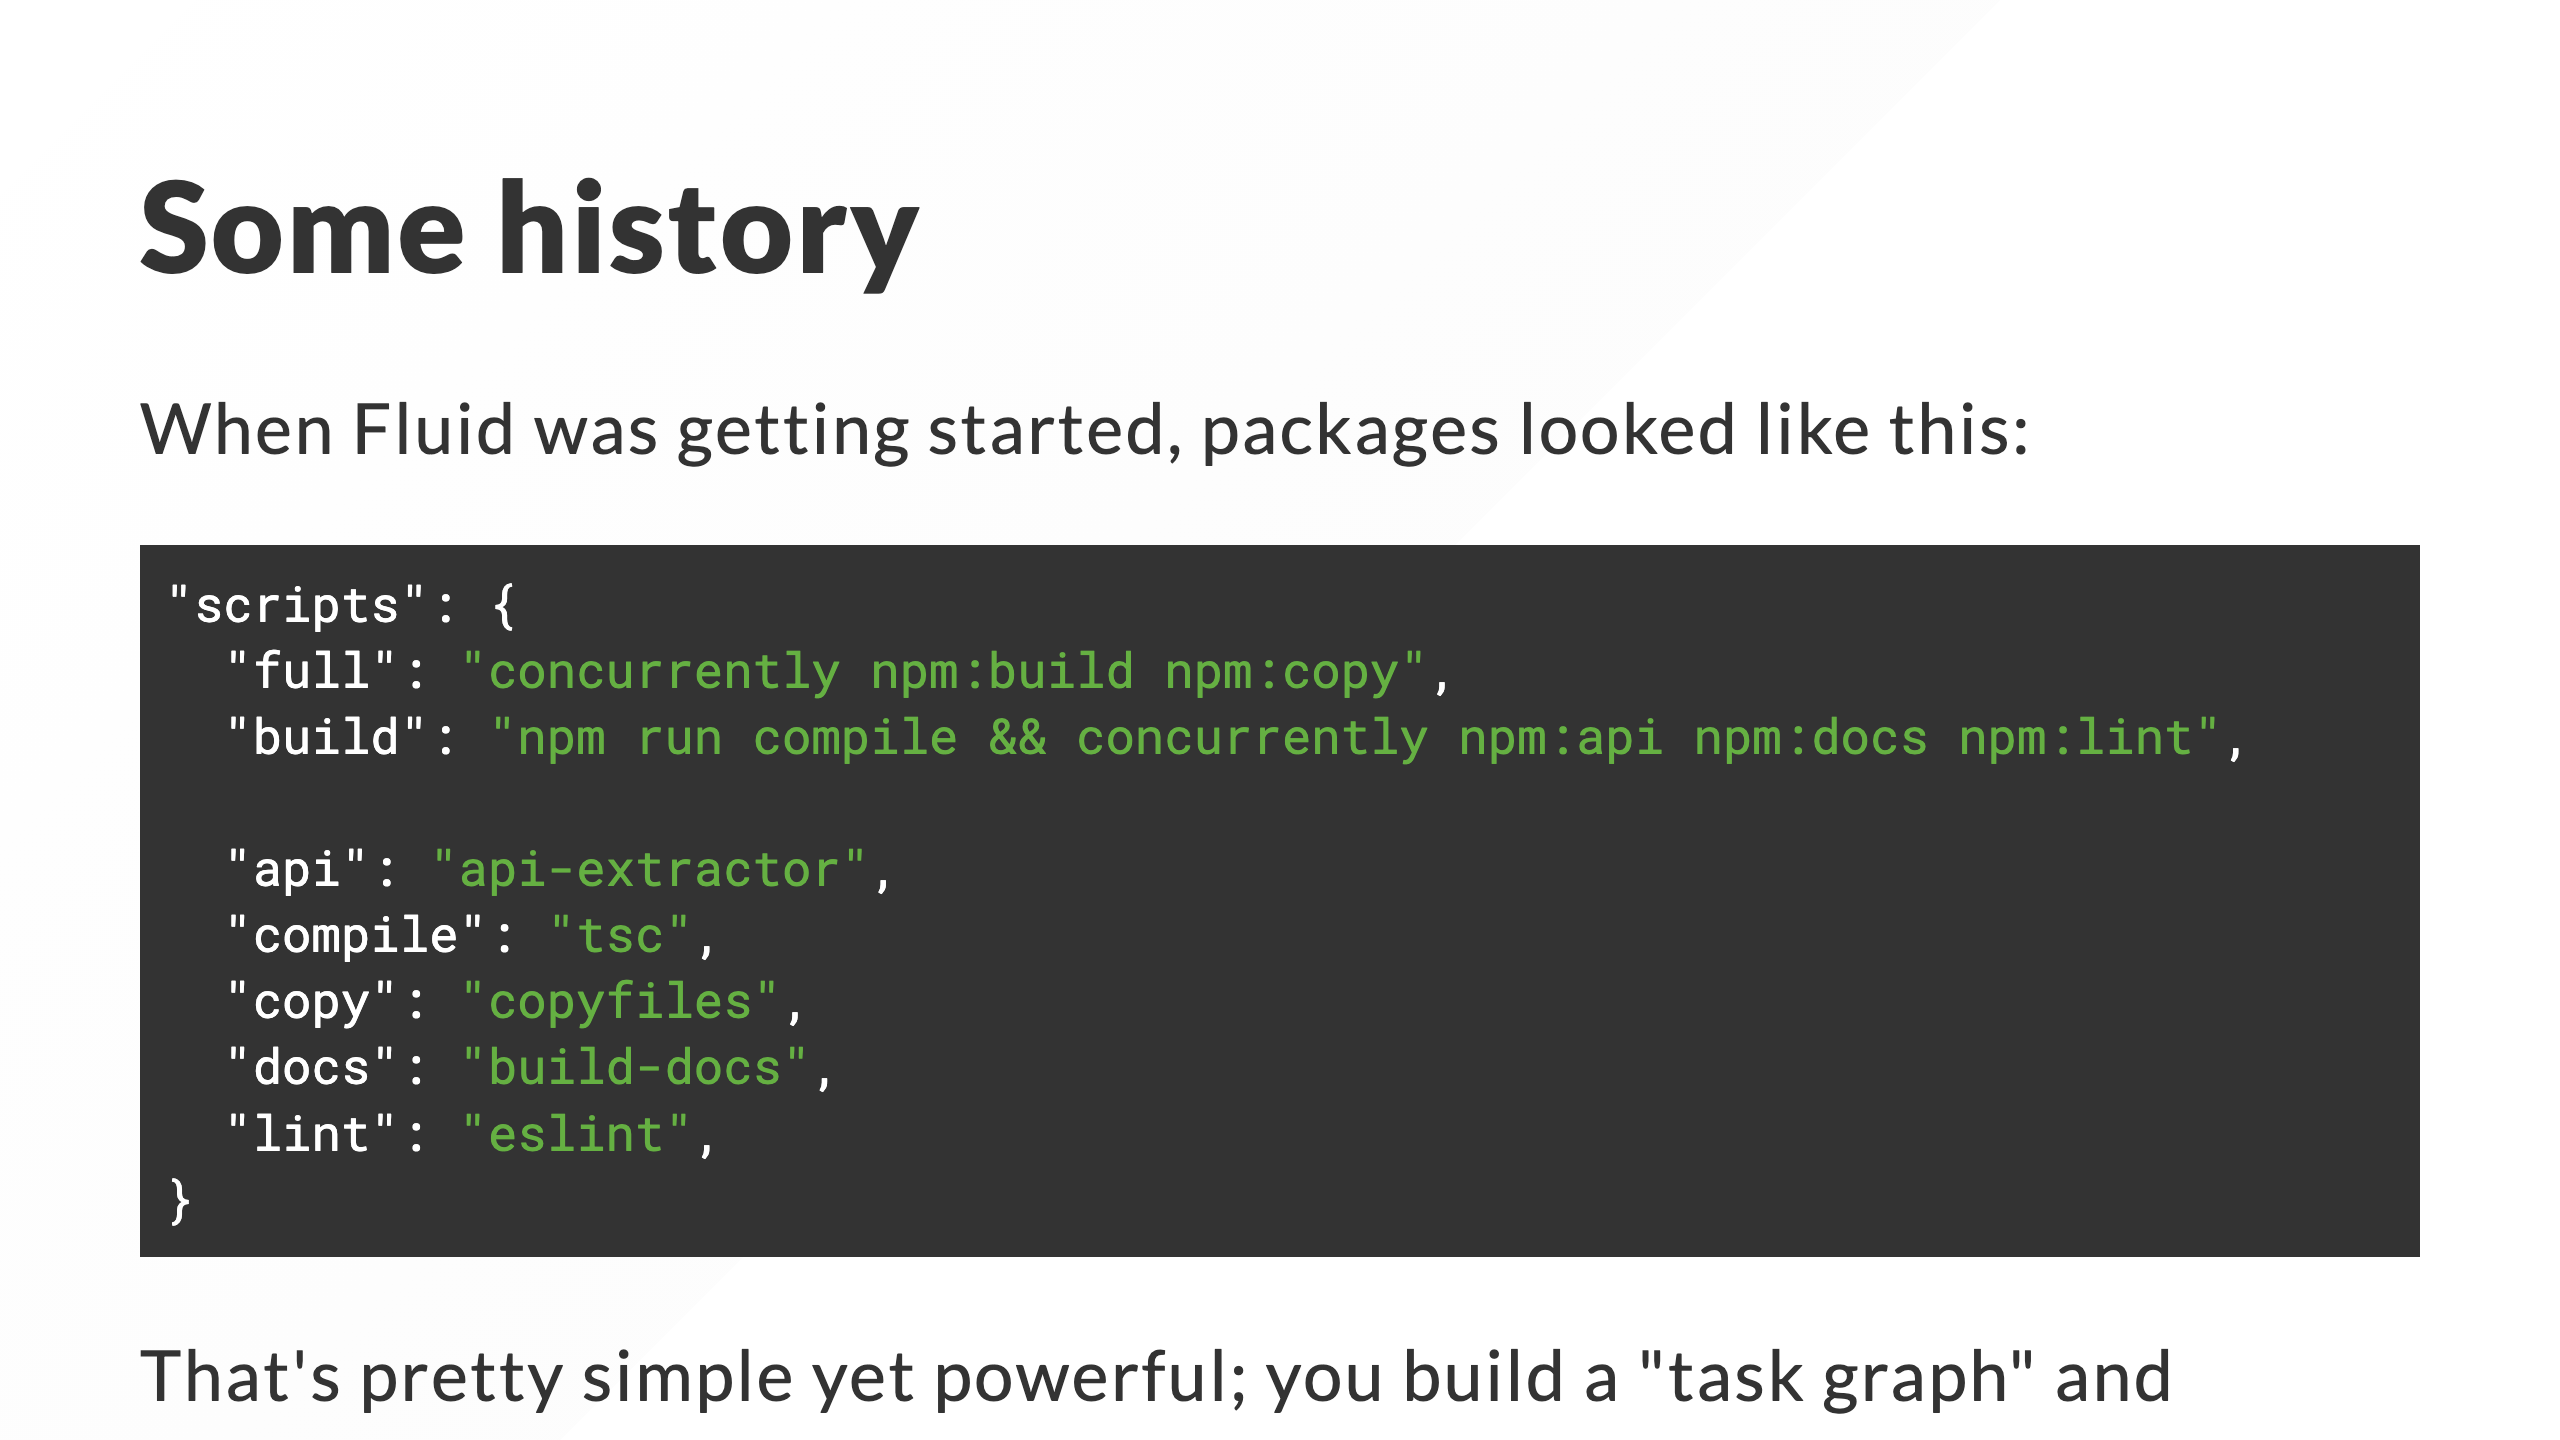 Some history
When Fluid was getting started, packages looked like this:
"scripts": {
  "full": "concurrently npm:build npm:copy",
  "build": "npm run compile && concurrently npm:api npm:docs npm:lint",

  "api": "api-extractor",
  "compile": "tsc",
  "copy": "copyfiles",
  "docs": "build-docs",
  "lint": "eslint",
}
That's pretty simple yet powerful; you build a "task graph" and